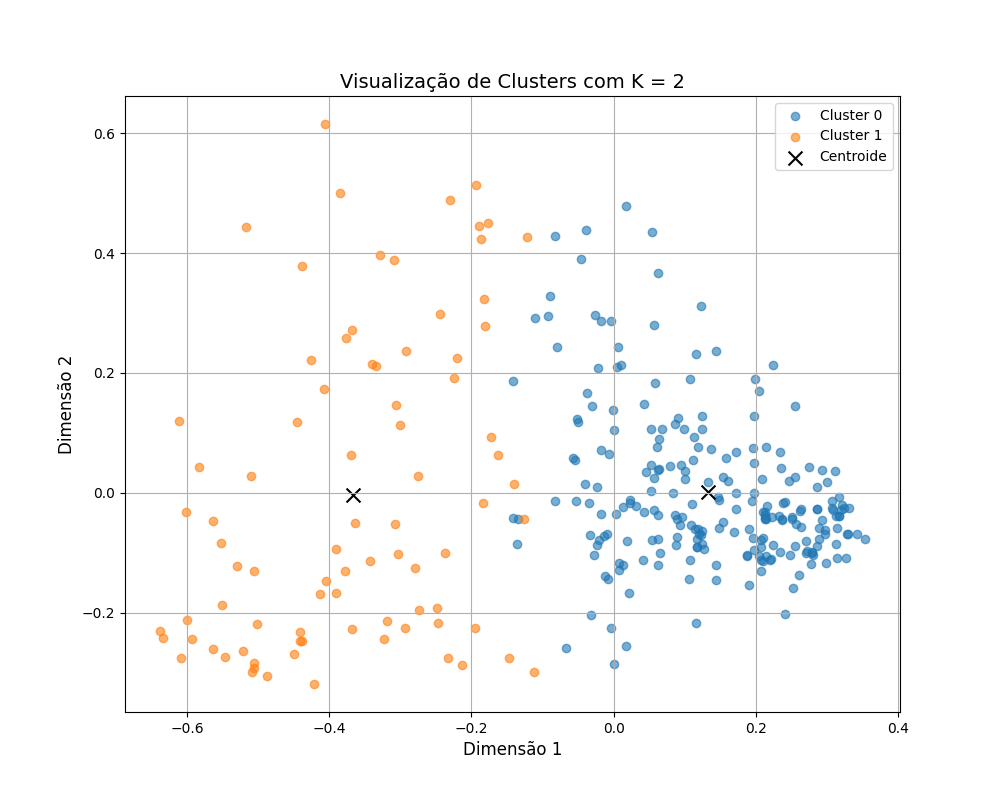 Visualização de Clusters com K = 2
Cluster 0
Cluster 1
Centroide
Dimensão 2
0.6
0.4
0.2
0.0
−0.2
−0.6
−0.4
−0.2
0.0
0.2
0.4
Dimensão 1